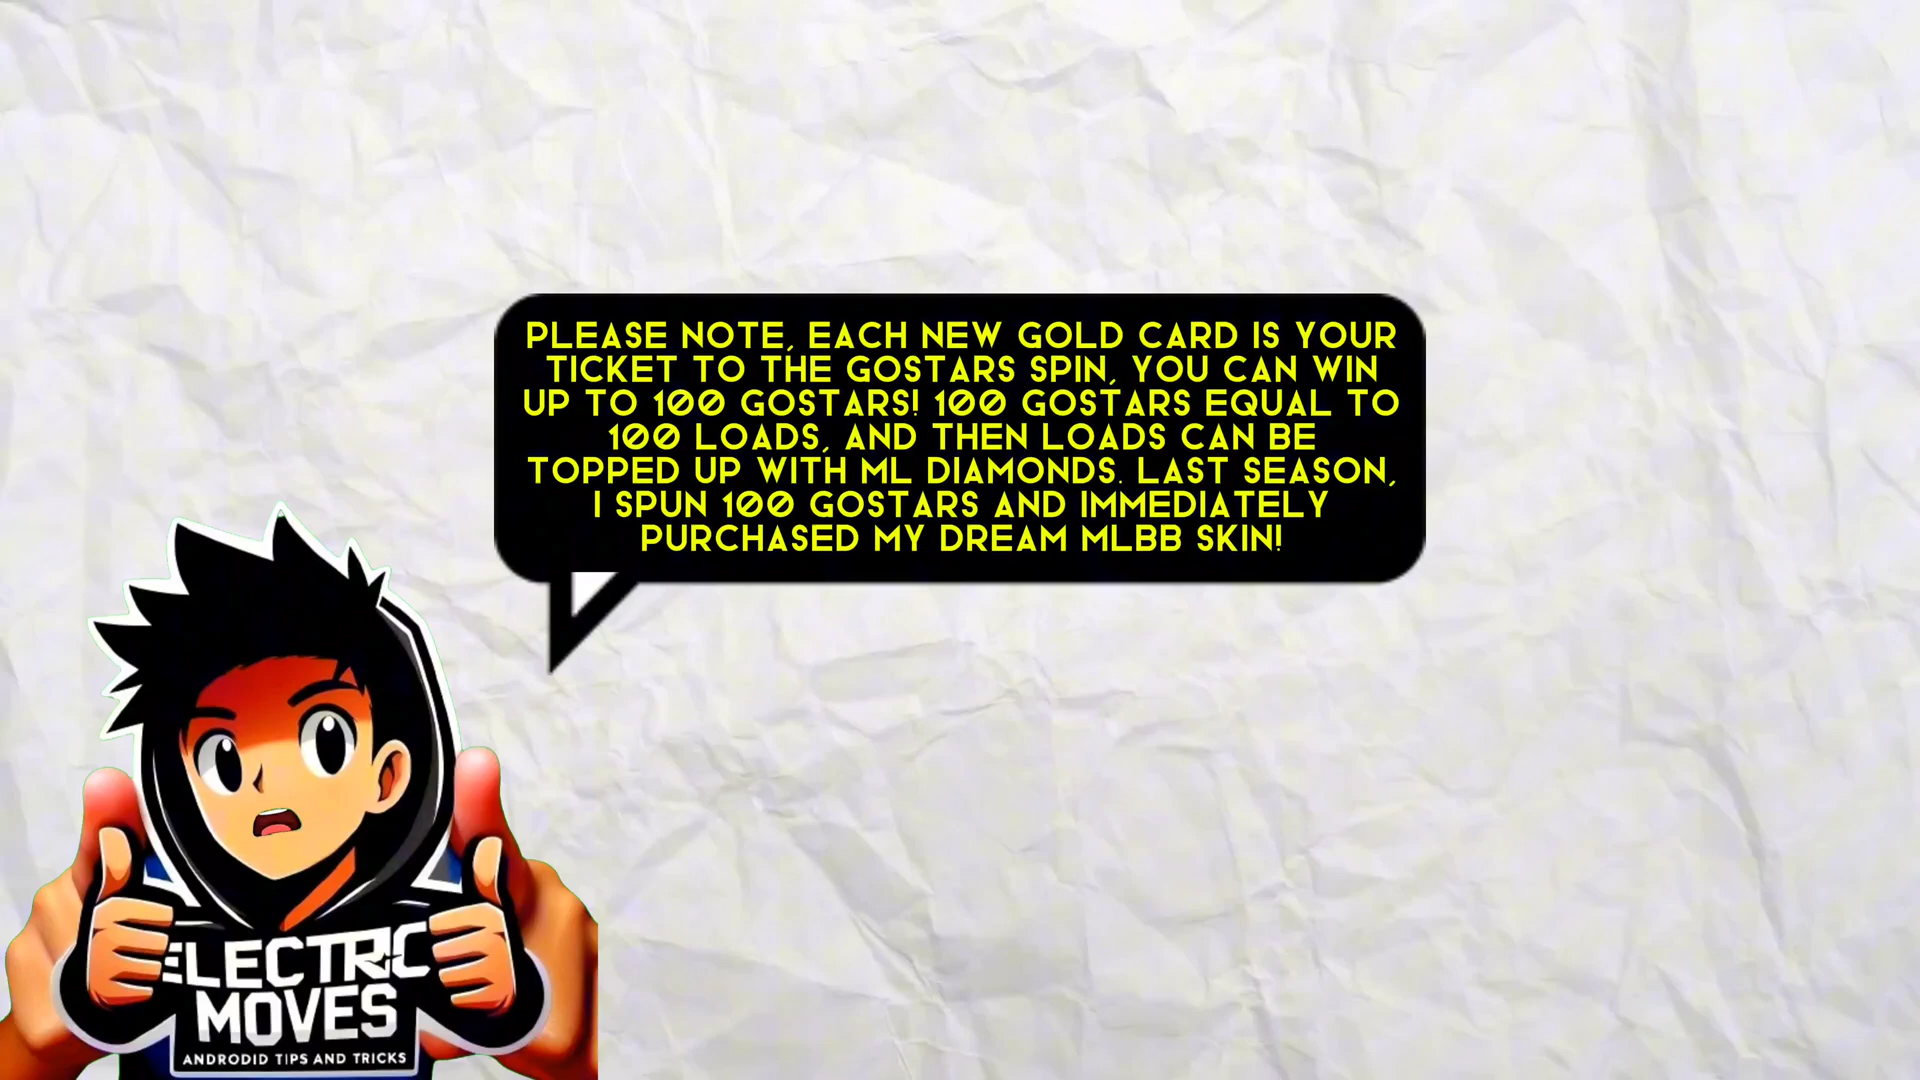 PLEASE NOTE, EACH NEW GOLD CARD IS YOUR
TICKET TO THE GOSTARS SPIN, YOU CAN WIN
UP TO 100 GOSTARS! 100 GOSTARS EQUAL TO
100 LOADS, AND THEN LOADS CAN BE
TOPPED UP WITH ML DIAMONDS. LAST SEASON,
I SPUN 100 GOSTARS AND IMMEDIATELY
PURCHASED MY DREAM MLBB SKIN!
ELECTRIC
MOVES
ANDRODID TIPS AND TRICKS